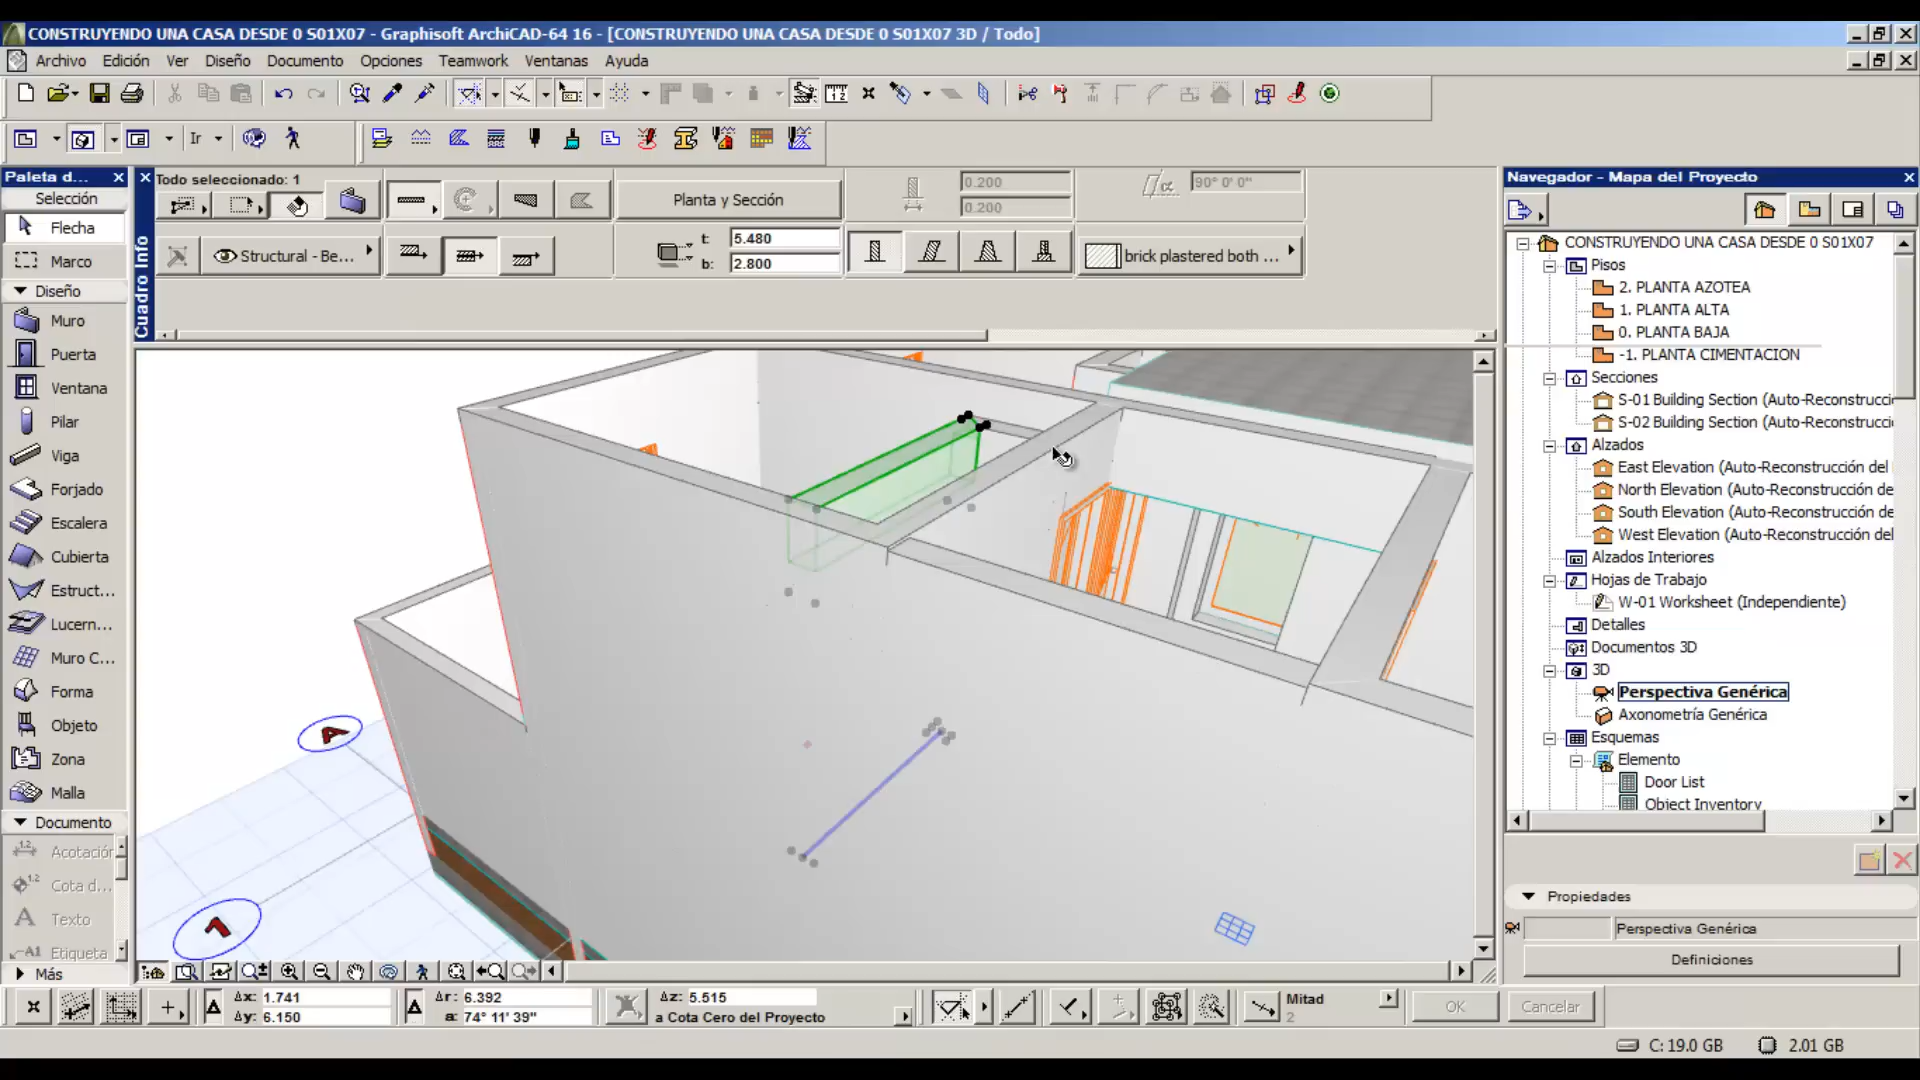 CONSTRUYENDO UNA CASA DESDE 0 S01X07 - Graphisoft ArchiCAD-64 16 - [CONSTRUYENDO UNA CASA DESDE 0 S01X07 3D / Todo]
Archivo Edición Ver Diseño Documento Opciones Teamwork Ventanas Ayuda
1 2
Ir
Paleta d...
Selección
Flecha
Marco
Diseño
Muro
Puerta
Ventana
Pilar
Viga
Forjado
Escalera
Cubierta
Estruct...
Lucern...
Muro C...
Forma
Objeto
Zona
Malla
Documento
Acotación
Cota d...
Texto
Etiqueta
Más
Cuadro Info
Todo seleccionado: 1
Planta y Sección
0.200
0.200
90° 0' 0"
Structural - Be...
t: 5.480
b: 2.800
brick plastered both ...
Navegador - Mapa del Proyecto
CONSTRUYENDO UNA CASA DESDE 0 S01X07
Pisos
2. PLANTA AZOTEA
1. PLANTA ALTA
0. PLANTA BAJA
-1. PLANTA CIMENTACION
Secciones
S-01 Building Section (Auto-Reconstrucci
S-02 Building Section (Auto-Reconstrucci
Alzados
East Elevation (Auto-Reconstrucción del
North Elevation (Auto-Reconstrucción de
South Elevation (Auto-Reconstrucción de
West Elevation (Auto-Reconstrucción del
Alzados Interiores
Hojas de Trabajo
W-01 Worksheet (Independiente)
Detalles
Documentos 3D
3D
Perspectiva Genérica
Axonometría Genérica
Esquemas
Elemento
Door List
Object Inventory
Propiedades
Perspectiva Genérica
Definiciones
Δx: 1.741
Δy: 6.150
Δr: 6.392
a: 74° 11' 39"
Δz: 5.515
a Cota Cero del Proyecto
Mitad
2
OK
Cancelar
C: 19.0 GB
2.01 GB